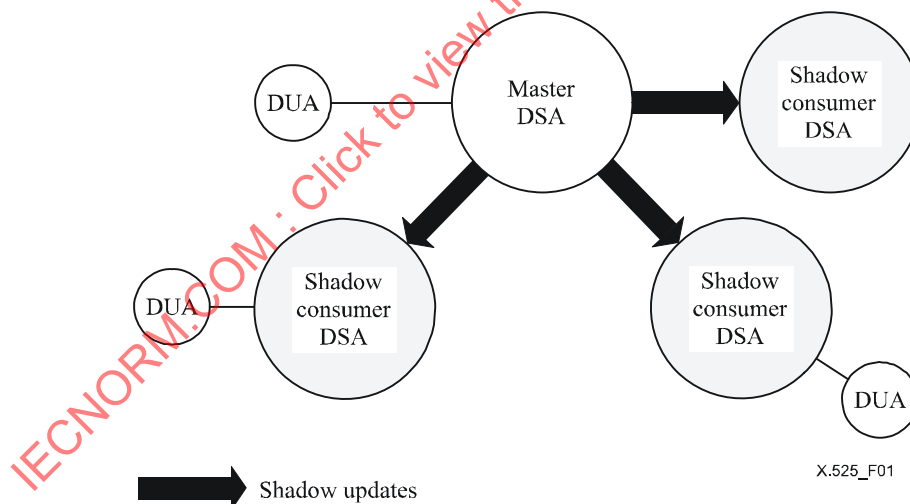 Master
DSA
Shadow
consumer
DSA
DUA
Shadow
consumer
DSA
DUA
Shadow
consumer
DSA
DUA
Shadow updates
X.525_F01
IECNORM.COM : Click to view th